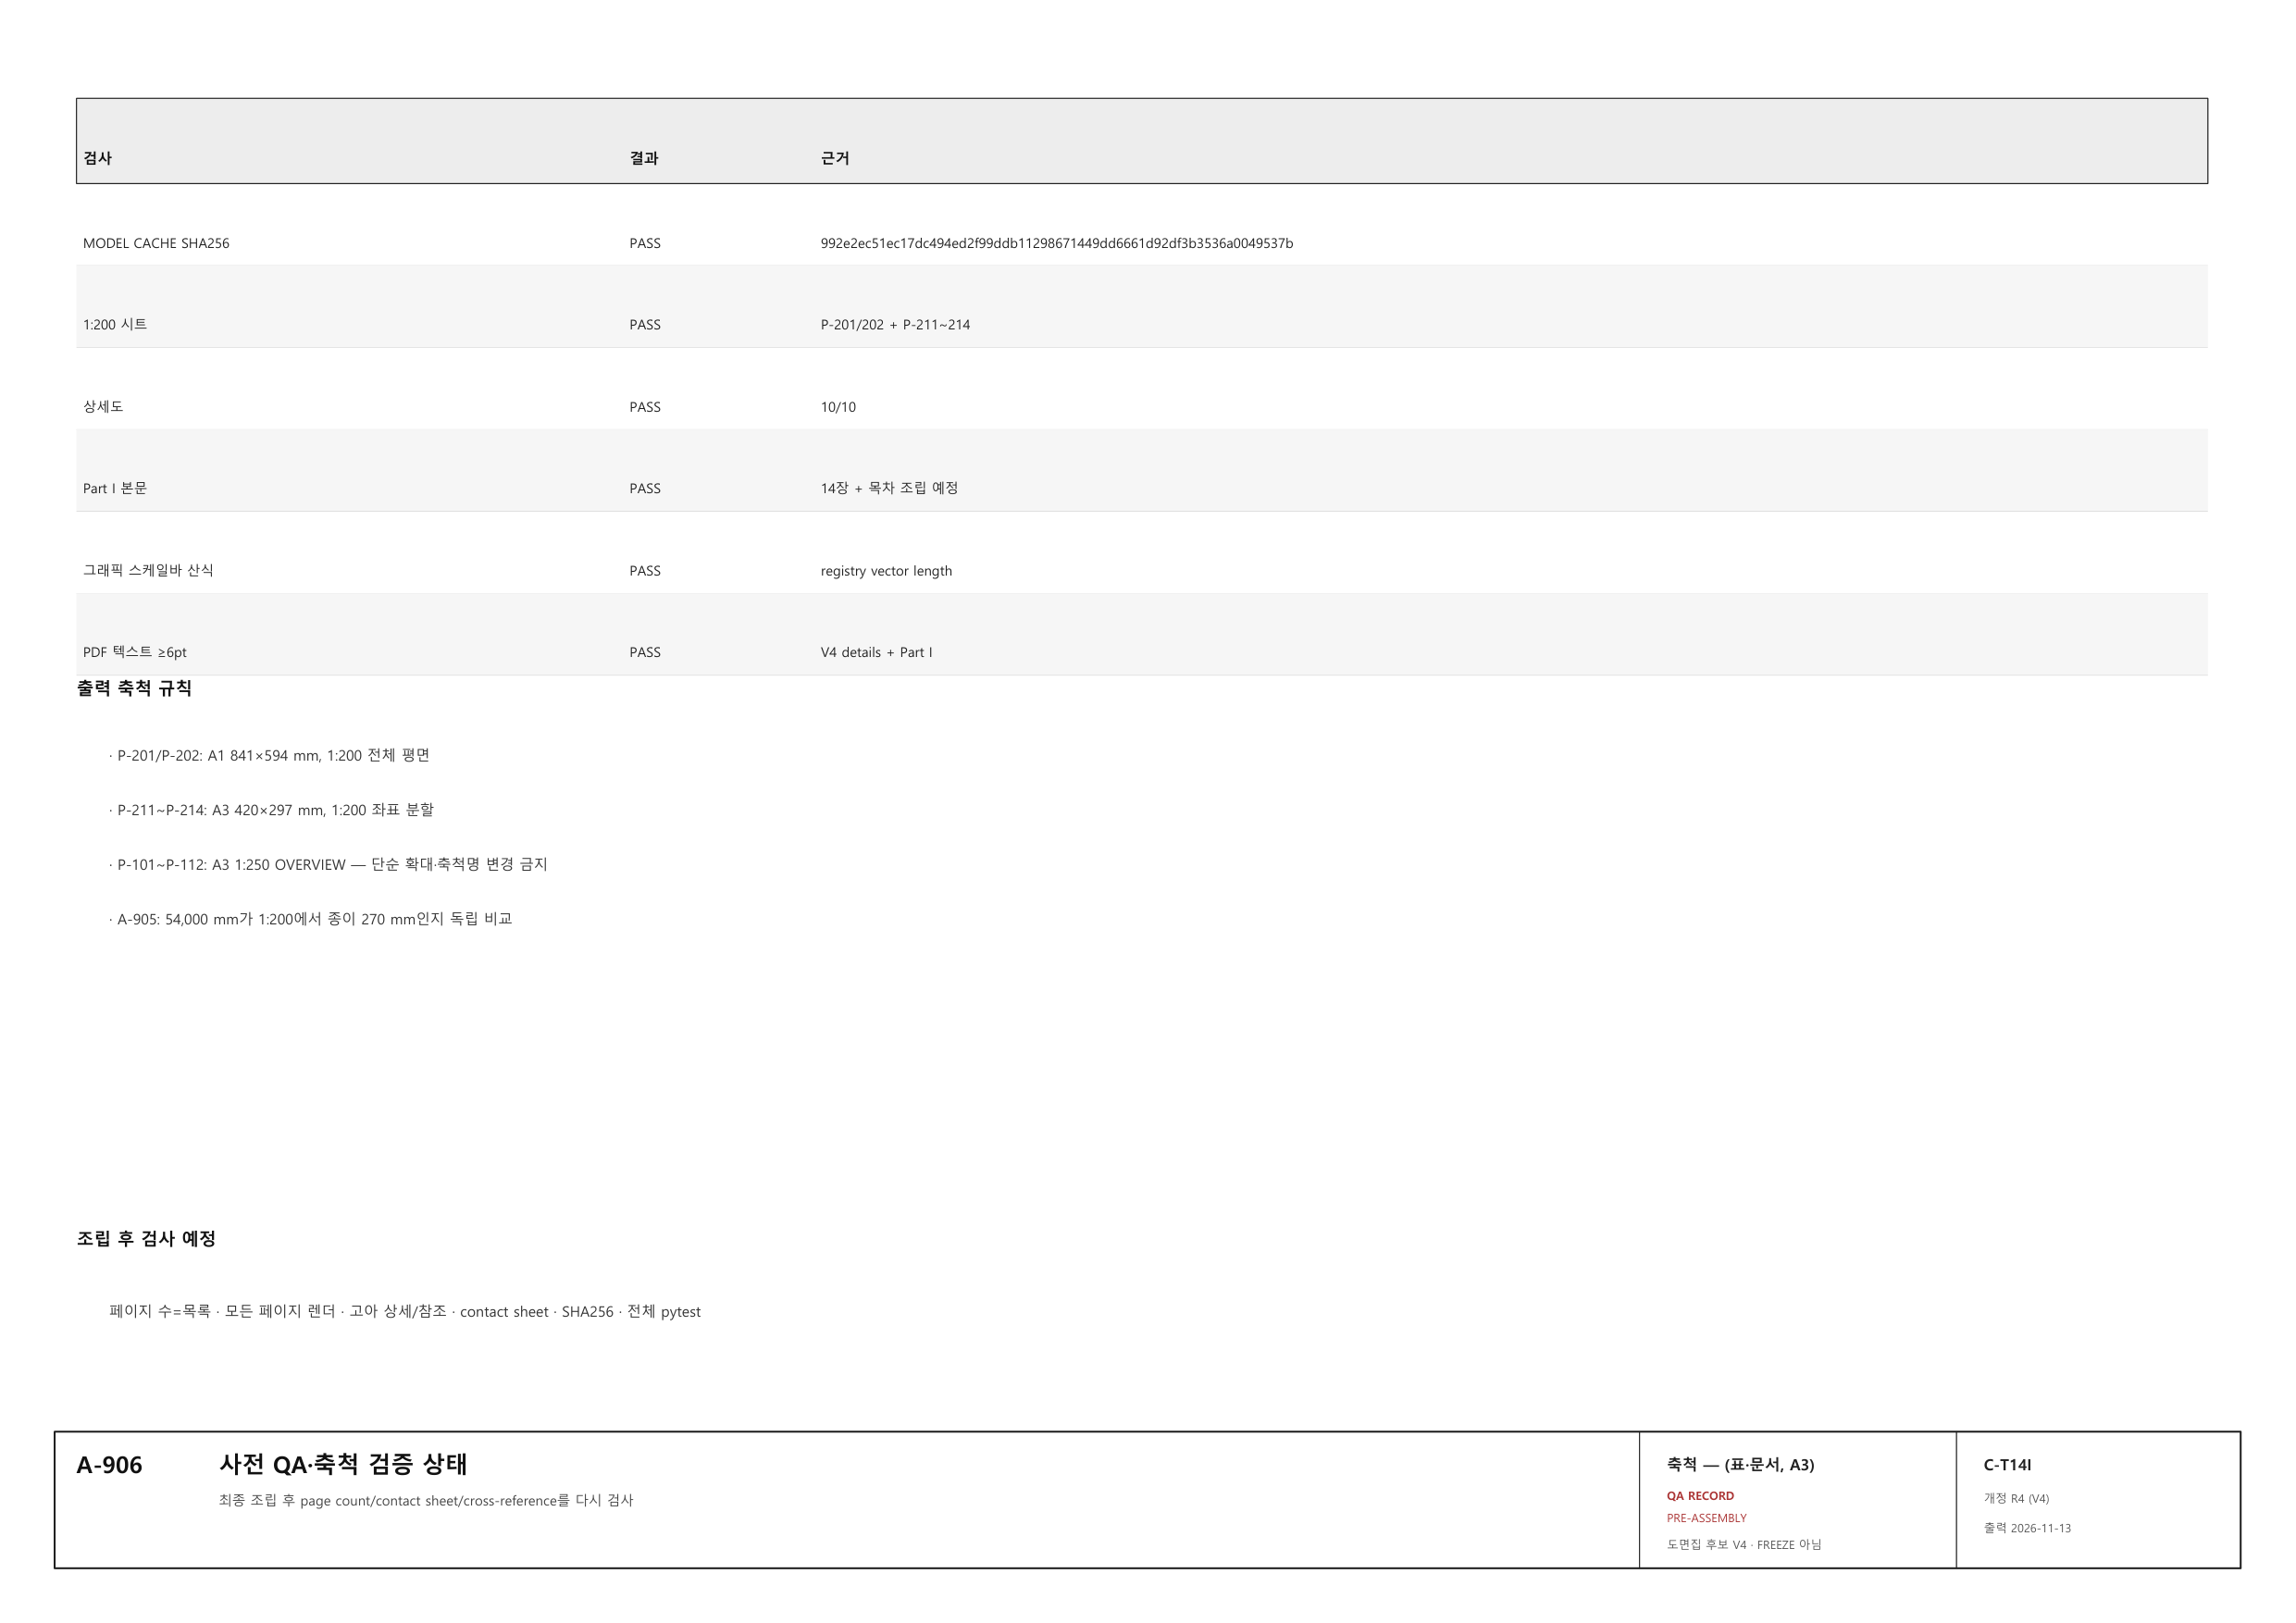 검사 결과 근거
MODEL CACHE SHA256 PASS 992e2ec51ec17dc494ed2f99ddb11298671449dd6661d92df3b3536a0049537b
1:200 시트 PASS P-201/202 + P-211~214
상세도 PASS 10/10
Part I 본문 PASS 14장 + 목차 조립 예정
그래픽 스케일바 산식 PASS registry vector length
PDF 텍스트 ≥6pt PASS V4 details + Part I
출력 축척 규칙
· P-201/P-202: A1 841×594 mm, 1:200 전체 평면
· P-211~P-214: A3 420×297 mm, 1:200 좌표 분할
· P-101~P-112: A3 1:250 OVERVIEW — 단순 확대·축척명 변경 금지
· A-905: 54,000 mm가 1:200에서 종이 270 mm인지 독립 비교
조립 후 검사 예정
페이지 수=목록 · 모든 페이지 렌더 · 고아 상세/참조 · contact sheet · SHA256 · 전체 pytest
A-906 사전 QA·축척 검증 상태
최종 조립 후 page count/contact sheet/cross-reference를 다시 검사
축척 — (표·문서, A3)
QA RECORD
PRE-ASSEMBLY
도면집 후보 V4 · FREEZE 아님
C-T14I
개정 R4 (V4)
출력 2026-11-13